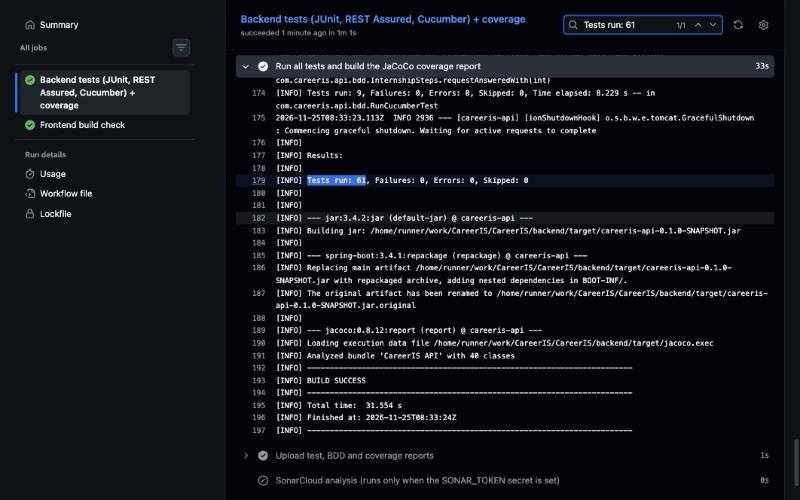 Summary
All jobs
Backend tests (JUnit, REST
Assured, Cucumber) +
coverage
Frontend build check
Run details
Usage
Workflow file
Lockfile
Backend tests (JUnit, REST Assured, Cucumber) + coverage
succeeded 1 minute ago in 1m 1s
Tests run: 61 1/1
Run all tests and build the JaCoCo coverage report 33s
com.careeris.api.bdd.InternshipSteps.requestAnsweredWith(int)
174 [INFO] Tests run: 9, Failures: 0, Errors: 0, Skipped: 0, Time elapsed: 8.229 s -- in
com.careeris.api.bdd.RunCucumberTest
175 2026-11-25T08:33:23.113Z  INFO 2936 --- [careeris-api] [ionShutdownHook] o.s.b.w.e.tomcat.GracefulShutdown
: Commencing graceful shutdown. Waiting for active requests to complete
176 [INFO]
177 [INFO] Results:
178 [INFO]
179 [INFO] Tests run: 61, Failures: 0, Errors: 0, Skipped: 0
180 [INFO]
181 [INFO]
182 [INFO] --- jar:3.4.2:jar (default-jar) @ careeris-api ---
183 [INFO] Building jar: /home/runner/work/CareerIS/CareerIS/backend/target/careeris-api-0.1.0-SNAPSHOT.jar
184 [INFO]
185 [INFO] --- spring-boot:3.4.1:repackage (repackage) @ careeris-api ---
186 [INFO] Replacing main artifact /home/runner/work/CareerIS/CareerIS/backend/target/careeris-api-0.1.0-
SNAPSHOT.jar with repackaged archive, adding nested dependencies in BOOT-INF/.
187 [INFO] The original artifact has been renamed to /home/runner/work/CareerIS/CareerIS/backend/target/careeris-
api-0.1.0-SNAPSHOT.jar.original
188 [INFO]
189 [INFO] --- jacoco:0.8.12:report (report) @ careeris-api ---
190 [INFO] Loading execution data file /home/runner/work/CareerIS/CareerIS/backend/target/jacoco.exec
191 [INFO] Analyzed bundle 'CareerIS API' with 40 classes
192 [INFO] ------------------------------------------------------------------------
193 [INFO] BUILD SUCCESS
194 [INFO] ------------------------------------------------------------------------
195 [INFO] Total time:  31.554 s
196 [INFO] Finished at: 2026-11-25T08:33:24Z
197 [INFO] ------------------------------------------------------------------------
Upload test, BDD and coverage reports 1s
SonarCloud analysis (runs only when the SONAR_TOKEN secret is set) 0s